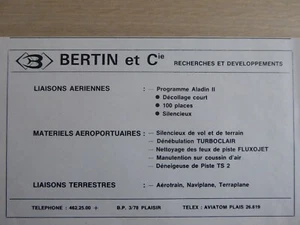 BERTIN et Cie RECHERCHES ET DEVELOPPEMENTS
LIAISONS AERIENNES : — Programme Aladin II
● Décollage court
● 100 places
● Silencieux
MATERIELS AEROPORTUAIRES : — Silencieux de vol et de terrain
— Dénébulation TURBOCLAIR
— Nettoyage des feux de piste FLUXOJET
— Manutention sur coussin d'air
— Déneigeuse de Piste TS 2
LIAISONS TERRESTRES : — Aérotrain, Naviplane, Terraplane
TELEPHONE : 462.25.00 + B.P. 3/78 PLAISIR TELEX : AVIATOM PLAIS 26.619